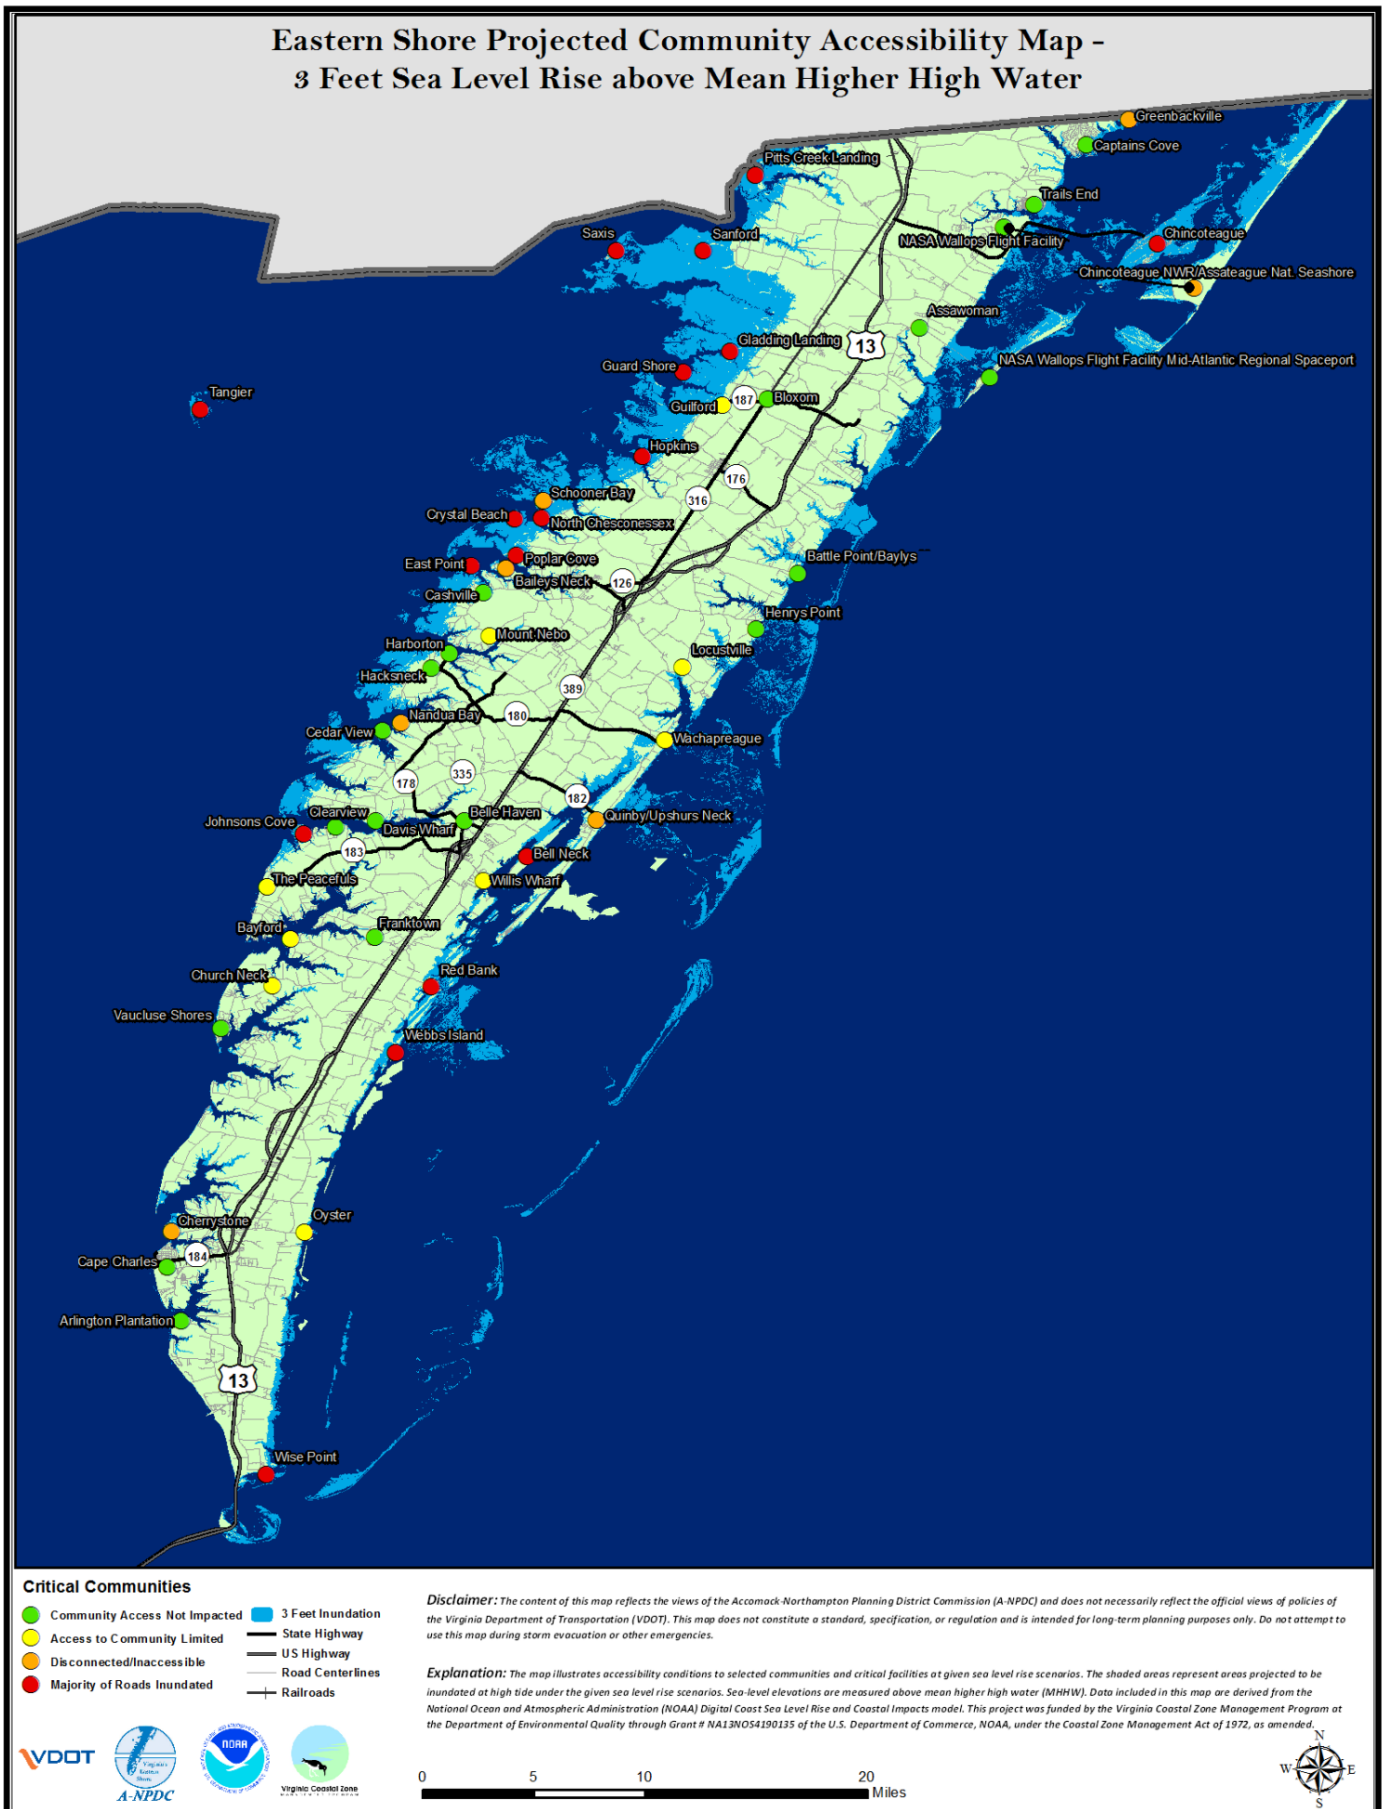 Eastern Shore Projected Community Accessibility Map -
3 Feet Sea Level Rise above Mean Higher High Water
Greenbackville
Captains Cove
Pitts Creek Landing
Trails End
Saxis
Sanford
NASA Wallops Flight Facility
Chincoteague
Chincoteague NWR/Assateague Nat. Seashore
Assawoman
Gladding Landing
13
Guard Shore
NASA Wallops Flight Facility Mid-Atlantic Regional Spaceport
Tangier
Guilford
187
Bloxom
Hopkins
176
Schooner Bay
316
Crystal Beach
North Chesconessex
Poplar Cove
Battle Point/Baylys
East Point
Baileys Neck
126
Cashville
Henrys Point
Mount Nebo
Harborton
Locustville
Hacksneck
389
Nandua Bay
180
Cedar View
Wachapreague
335
178
182
Clearview
Belle Haven
Quinby/Upshurs Neck
Johnsons Cove
Davis Wharf
183
Bell Neck
The Peacefuls
Willis Wharf
Bayford
Franktown
Church Neck
Red Bank
Vaucluse Shores
Webbs Island
Cherrystone
Oyster
184
Cape Charles
Arlington Plantation
13
Wise Point
Critical Communities
Community Access Not Impacted
Access to Community Limited
Disconnected/Inaccessible
Majority of Roads Inundated
3 Feet Inundation
State Highway
US Highway
Road Centerlines
Railroads
Disclaimer: The content of this map reflects the views of the Accomack-Northampton Planning District Commission (A-NPDC) and does not necessarily reflect the official views of policies of
the Virginia Department of Transportation (VDOT). This map does not constitute a standard, specification, or regulation and is intended for long-term planning purposes only. Do not attempt to
use this map during storm evacuation or other emergencies.
Explanation: The map illustrates accessibility conditions to selected communities and critical facilities at given sea level rise scenarios. The shaded areas represent areas projected to be
inundated at high tide under the given sea level rise scenarios. Sea-level elevations are measured above mean higher high water (MHHW). Data included in this map are derived from the
National Ocean and Atmospheric Administration (NOAA) Digital Coast Sea Level Rise and Coastal Impacts model. This project was funded by the Virginia Coastal Zone Management Program at
the Department of Environmental Quality through Grant # NA13NOS4190135 of the U.S. Department of Commerce, NOAA, under the Coastal Zone Management Act of 1972, as amended.
VDOT
Virginia's
Eastern
Shore
A-NPDC
NOAA
Virginia Coastal Zone
MANAGEMENT PROGRAM
0 5 10 20
Miles
N
W E
S